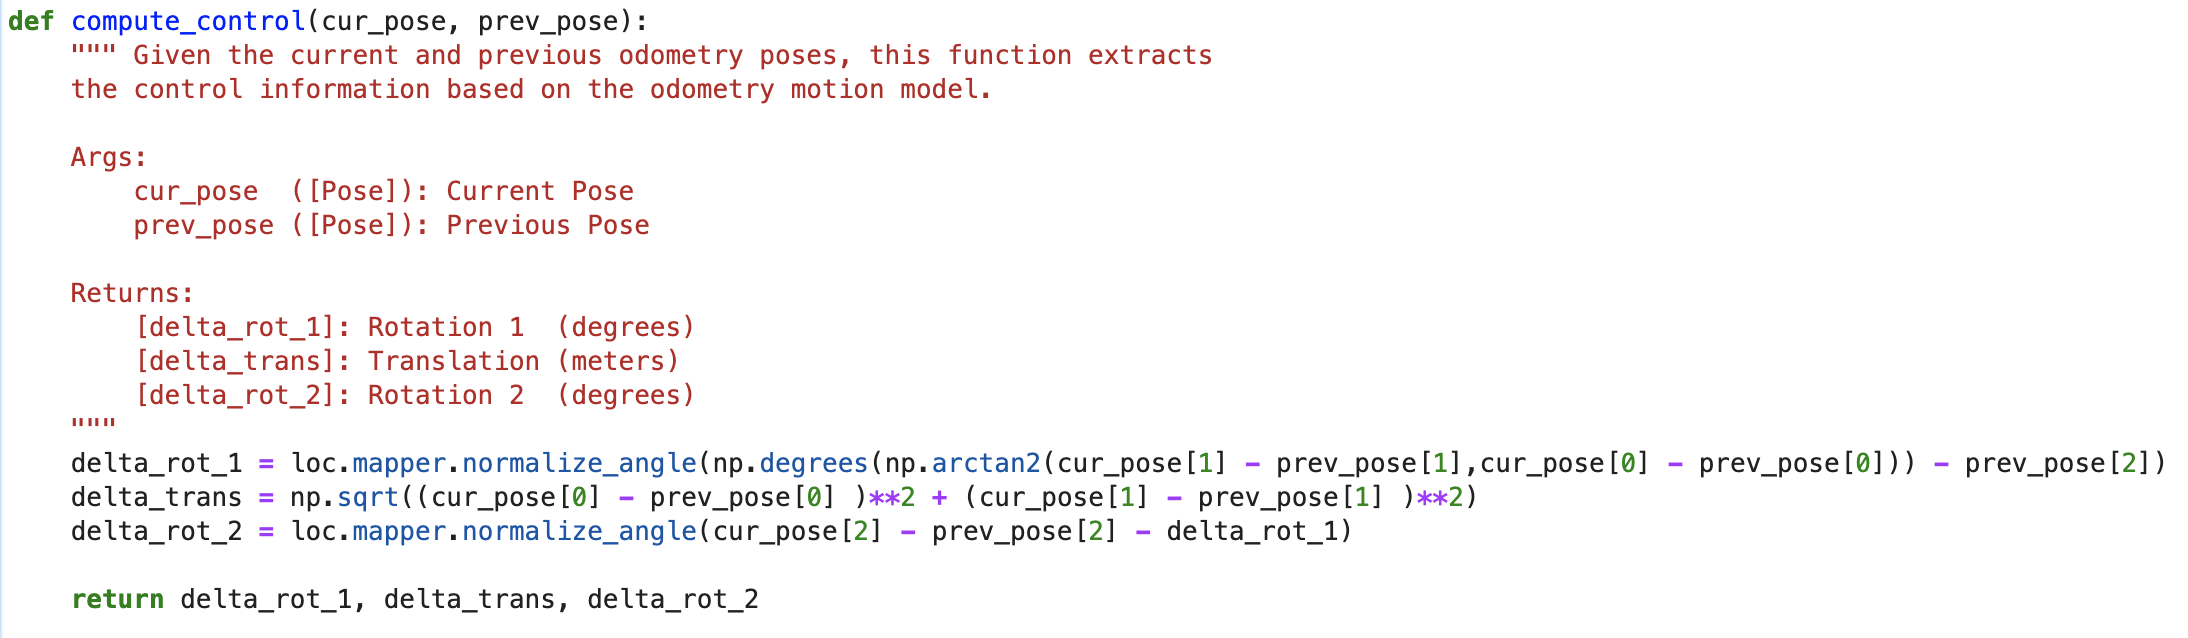 def compute_control(cur_pose, prev_pose):
    """ Given the current and previous odometry poses, this function extracts
    the control information based on the odometry motion model.

    Args:
        cur_pose  ([Pose]): Current Pose
        prev_pose ([Pose]): Previous Pose

    Returns:
        [delta_rot_1]: Rotation 1  (degrees)
        [delta_trans]: Translation (meters)
        [delta_rot_2]: Rotation 2  (degrees)
    """
    delta_rot_1 = loc.mapper.normalize_angle(np.degrees(np.arctan2(cur_pose[1] - prev_pose[1],cur_pose[0] - prev_pose[0])) - prev_pose[2])
    delta_trans = np.sqrt((cur_pose[0] - prev_pose[0] )**2 + (cur_pose[1] - prev_pose[1] )**2)
    delta_rot_2 = loc.mapper.normalize_angle(cur_pose[2] - prev_pose[2] - delta_rot_1)

    return delta_rot_1, delta_trans, delta_rot_2